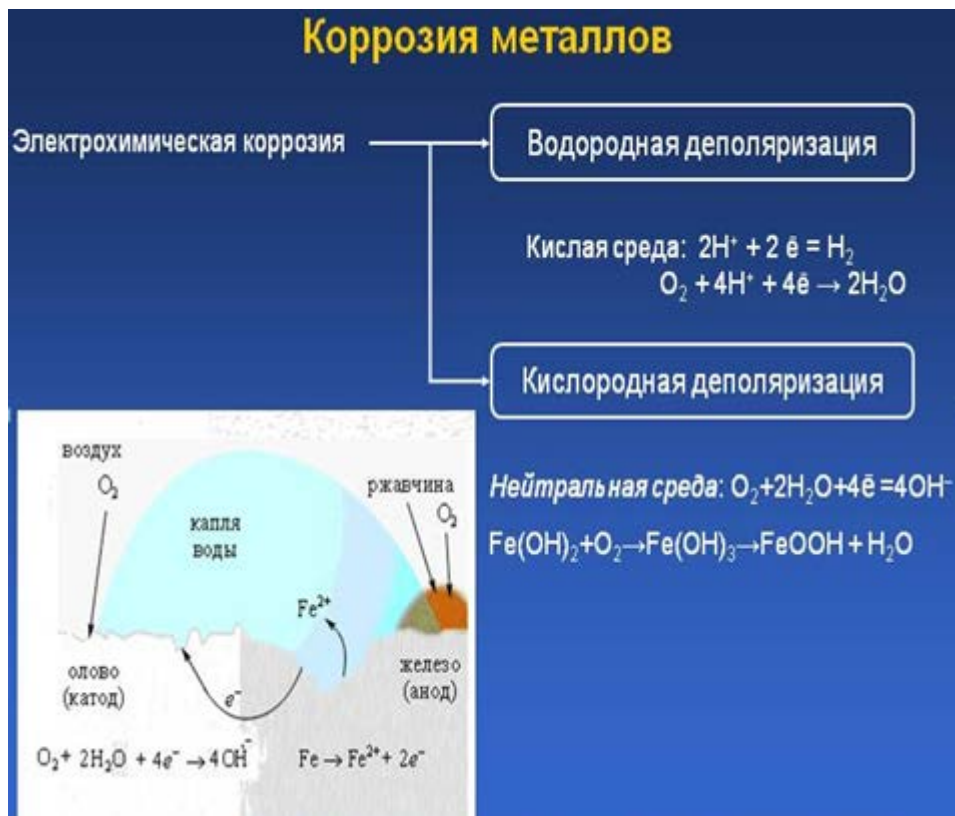 Коррозия металлов
Электрохимическая коррозия
Водородная деполяризация
Кислая среда: 2H⁺ + 2 ē = H₂
O₂ + 4H⁺ + 4ē → 2H₂O
Кислородная деполяризация
Нейтральная среда: O₂+2H₂O+4ē =4OH⁻
Fe(OH)₂+O₂→Fe(OH)₃→FeOOH + H₂O
воздух
O₂
ржавчина
O₂
капля
воды
Fe²⁺
олово
(катод)
e⁻
железо
(анод)
O₂ + 2H₂O + 4e⁻ → 4OH⁻
Fe → Fe²⁺ + 2e⁻